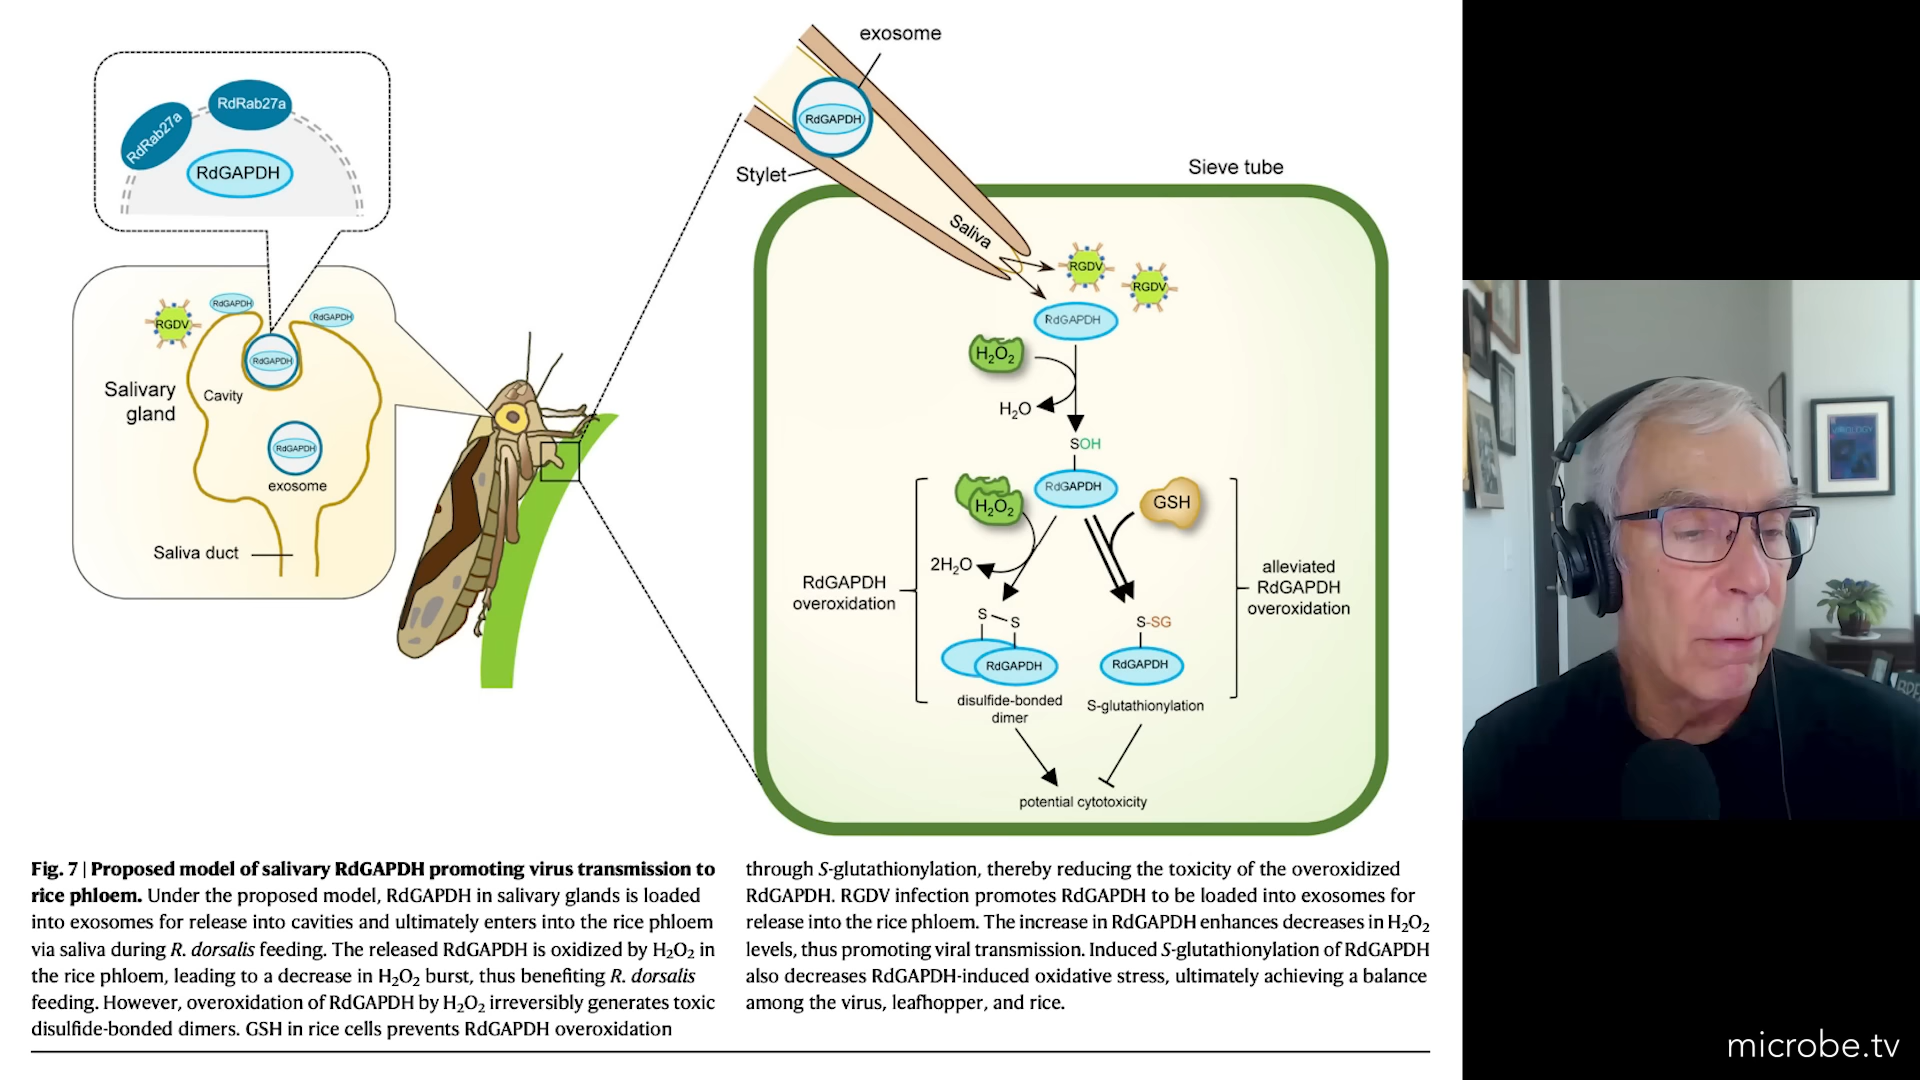 RdRab27a
RdRab27a
RdGAPDH
RGDV
RdGAPDH
RdGAPDH
RdGAPDH
Salivary
gland
Cavity
RdGAPDH
exosome
Saliva duct
exosome
RdGAPDH
Stylet
Sieve tube
Saliva
RGDV
RGDV
RdGAPDH
H₂O₂
H₂O
SOH
RdGAPDH
H₂O₂
GSH
2H₂O
RdGAPDH
overoxidation
alleviated
RdGAPDH
overoxidation
S
S
S-SG
RdGAPDH
RdGAPDH
disulfide-bonded
dimer
S-glutathionylation
potential cytotoxicity
Fig. 7 | Proposed model of salivary RdGAPDH promoting virus transmission to
rice phloem. Under the proposed model, RdGAPDH in salivary glands is loaded
into exosomes for release into cavities and ultimately enters into the rice phloem
via saliva during R. dorsalis feeding. The released RdGAPDH is oxidized by H₂O₂ in
the rice phloem, leading to a decrease in H₂O₂ burst, thus benefiting R. dorsalis
feeding. However, overoxidation of RdGAPDH by H₂O₂ irreversibly generates toxic
disulfide-bonded dimers. GSH in rice cells prevents RdGAPDH overoxidation
through S-glutathionylation, thereby reducing the toxicity of the overoxidized
RdGAPDH. RGDV infection promotes RdGAPDH to be loaded into exosomes for
release into the rice phloem. The increase in RdGAPDH enhances decreases in H₂O₂
levels, thus promoting viral transmission. Induced S-glutathionylation of RdGAPDH
also decreases RdGAPDH-induced oxidative stress, ultimately achieving a balance
among the virus, leafhopper, and rice.
microbe.tv